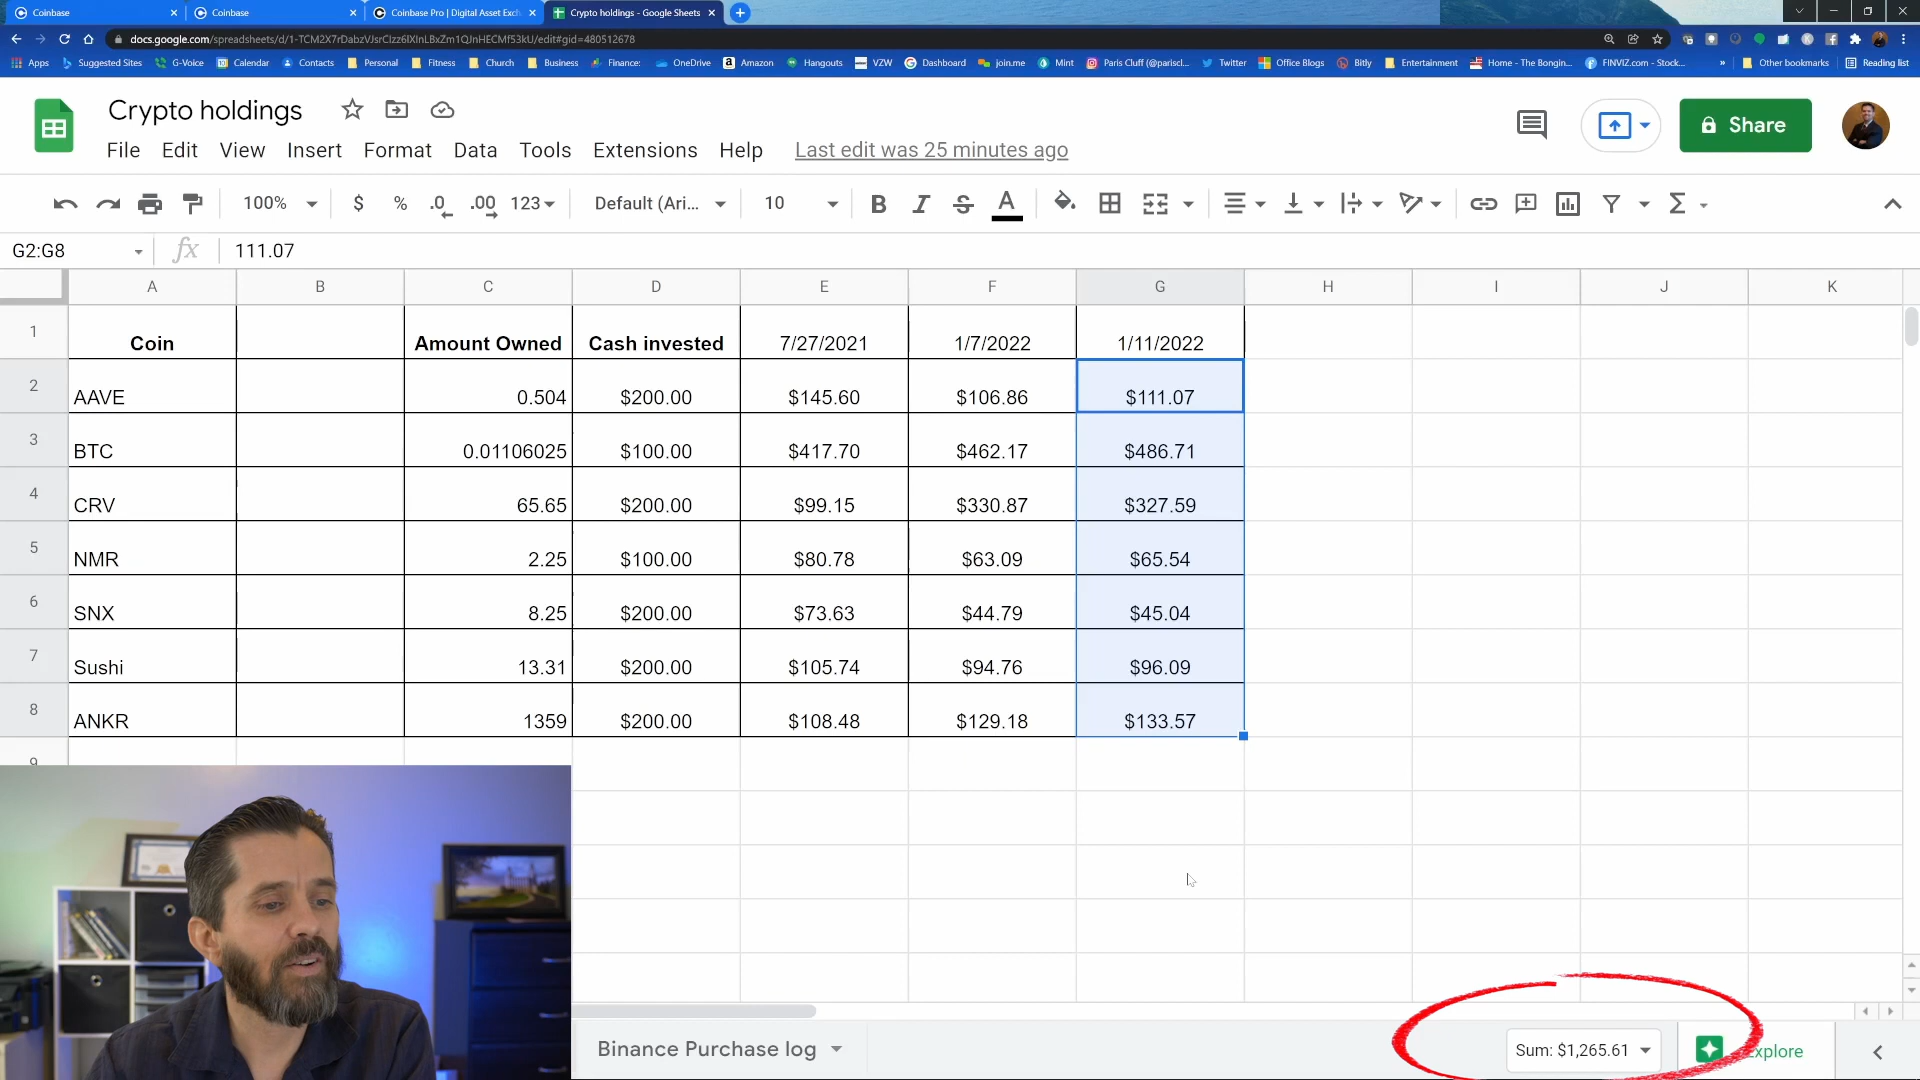 Coinbase
Coinbase
Coinbase Pro | Digital Asset Exch
Crypto holdings - Google Sheets
docs.google.com/spreadsheets/d/1-TCM2X7rDabzVJsrCIzz6IXInLBxZm1QJnHECMf53kU/edit#gid=480512678
Apps Suggested Sites G-Voice Calendar Contacts Personal Fitness Church Business Finance: OneDrive Amazon Hangouts VZW Dashboard join.me Mint Paris Cluff (@pariscl... Twitter Office Blogs Bitly Entertainment Home - The Bongin... FINVIZ.com - Stock... » Other bookmarks Reading list
Crypto holdings
Share
File Edit View Insert Format Data Tools Extensions Help Last edit was 25 minutes ago
100% $ % .0 .00 123 Default (Ari... 10 B I S A Σ
G2:G8 fx 111.07
A B C D E F G H I J K
1 Coin Amount Owned Cash invested 7/27/2021 1/7/2022 1/11/2022
2 AAVE 0.504 $200.00 $145.60 $106.86 $111.07
3 BTC 0.01106025 $100.00 $417.70 $462.17 $486.71
4 CRV 65.65 $200.00 $99.15 $330.87 $327.59
5 NMR 2.25 $100.00 $80.78 $63.09 $65.54
6 SNX 8.25 $200.00 $73.63 $44.79 $45.04
7 Sushi 13.31 $200.00 $105.74 $94.76 $96.09
8 ANKR 1359 $200.00 $108.48 $129.18 $133.57
9
Binance Purchase log Sum: $1,265.61 Explore